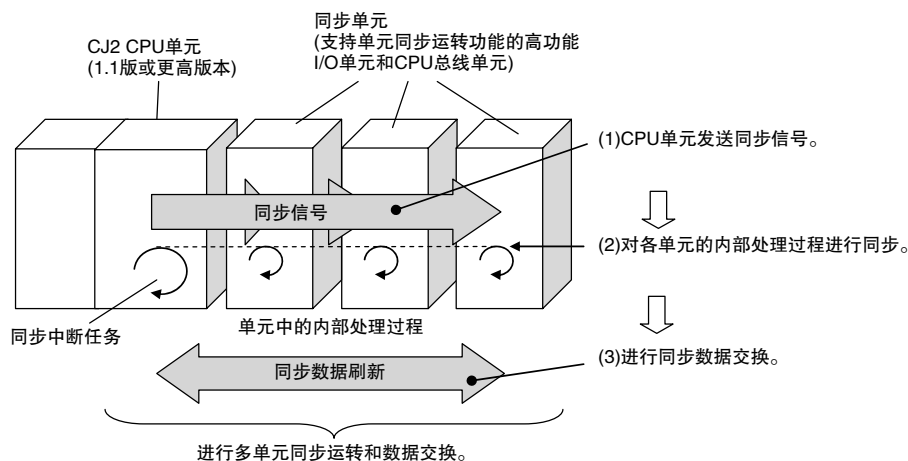 同步单元
(支持单元同步运转功能的高功能
I/O单元和CPU总线单元)
CJ2 CPU单元
(1.1版或更高版本)
(1)CPU单元发送同步信号。
同步信号
(2)对各单元的内部处理过程进行同步。
同步中断任务
单元中的内部处理过程
(3)进行同步数据交换。
同步数据刷新
进行多单元同步运转和数据交换。